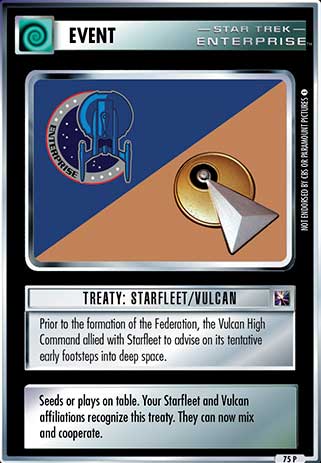 EVENT
STAR TREK
ENTERPRISE™
ENTERPRISE
NOT ENDORSED BY CBS OR PARAMOUNT PICTURES
TREATY: STARFLEET/VULCAN
Prior to the formation of the Federation, the Vulcan High
Command allied with Starfleet to advise on its tentative
early footsteps into deep space.
Seeds or plays on table. Your Starfleet and Vulcan
affiliations recognize this treaty. They can now mix
and cooperate.
75 P